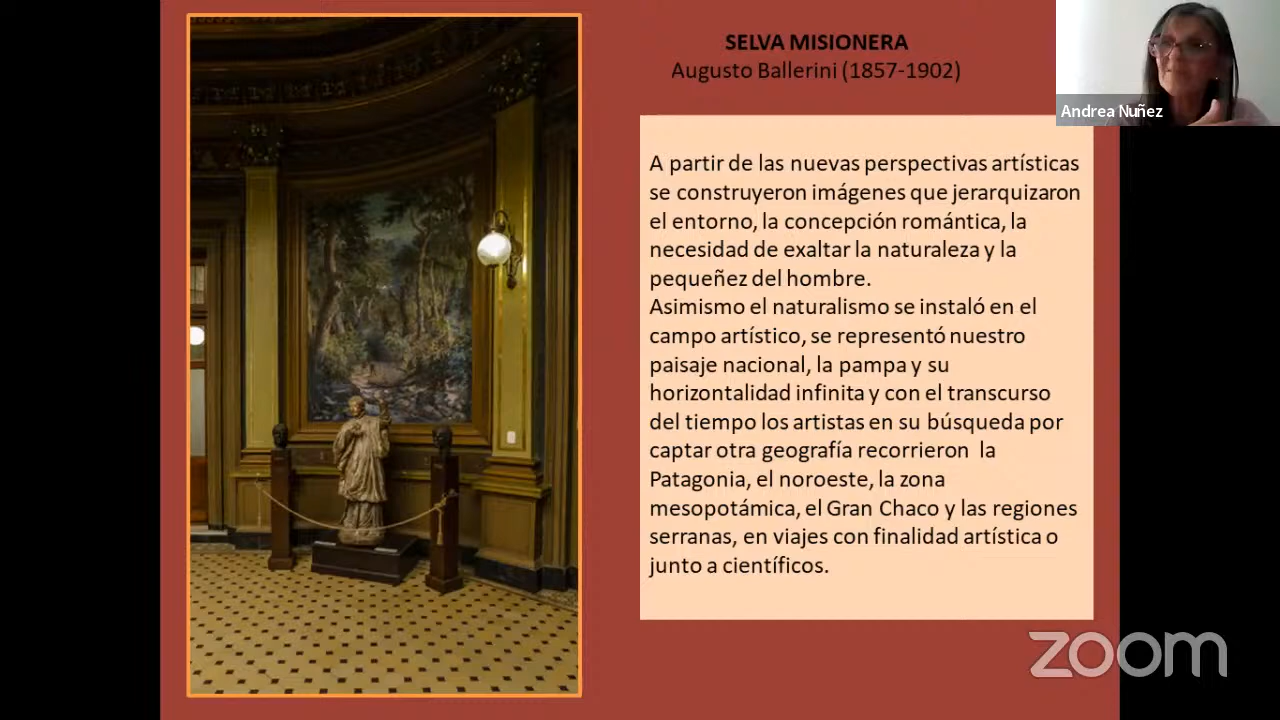 SELVA MISIONERA
Augusto Ballerini (1857-1902)
Andrea Nuñez
A partir de las nuevas perspectivas artísticas
se construyeron imágenes que jerarquizaron
el entorno, la concepción romántica, la
necesidad de exaltar la naturaleza y la
pequeñez del hombre.
Asimismo el naturalismo se instaló en el
campo artístico, se representó nuestro
paisaje nacional, la pampa y su
horizontalidad infinita y con el transcurso
del tiempo los artistas en su búsqueda por
captar otra geografía recorrieron la
Patagonia, el noroeste, la zona
mesopotámica, el Gran Chaco y las regiones
serranas, en viajes con finalidad artística o
junto a científicos.
zoom